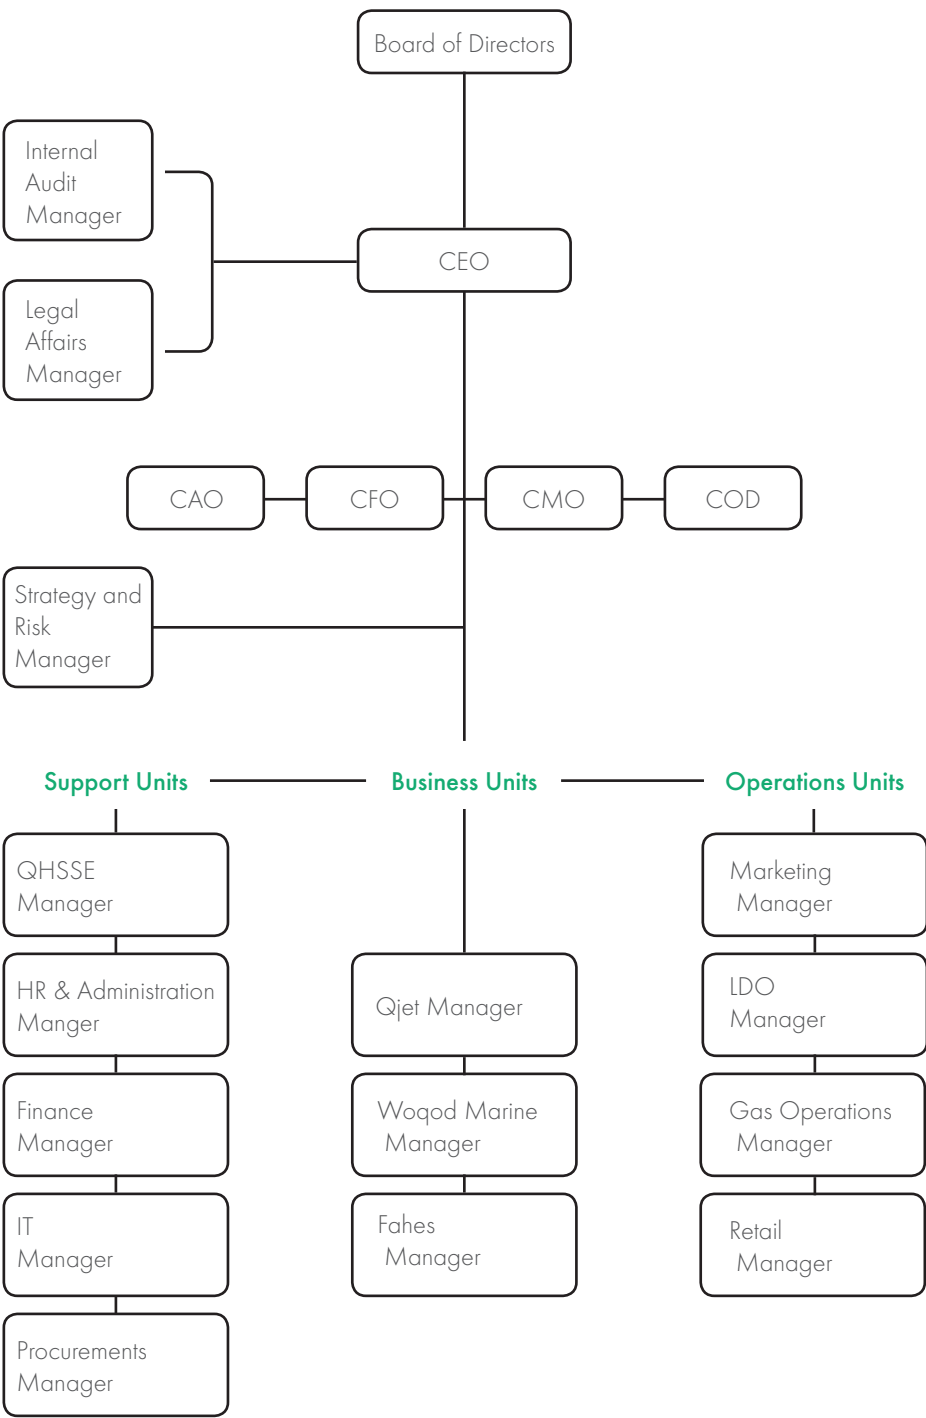 Board of Directors
Internal
Audit
Manager
CEO
Legal
Affairs
Manager
CAO
CFO
CMO
COD
Strategy and
Risk
Manager
Support Units
Business Units
Operations Units
QHSSE
Manager
HR & Administration
Manger
Finance
Manager
IT
Manager
Procurements
Manager
Qjet Manager
Woqod Marine
Manager
Fahes
Manager
Marketing
Manager
LDO
Manager
Gas Operations
Manager
Retail
Manager